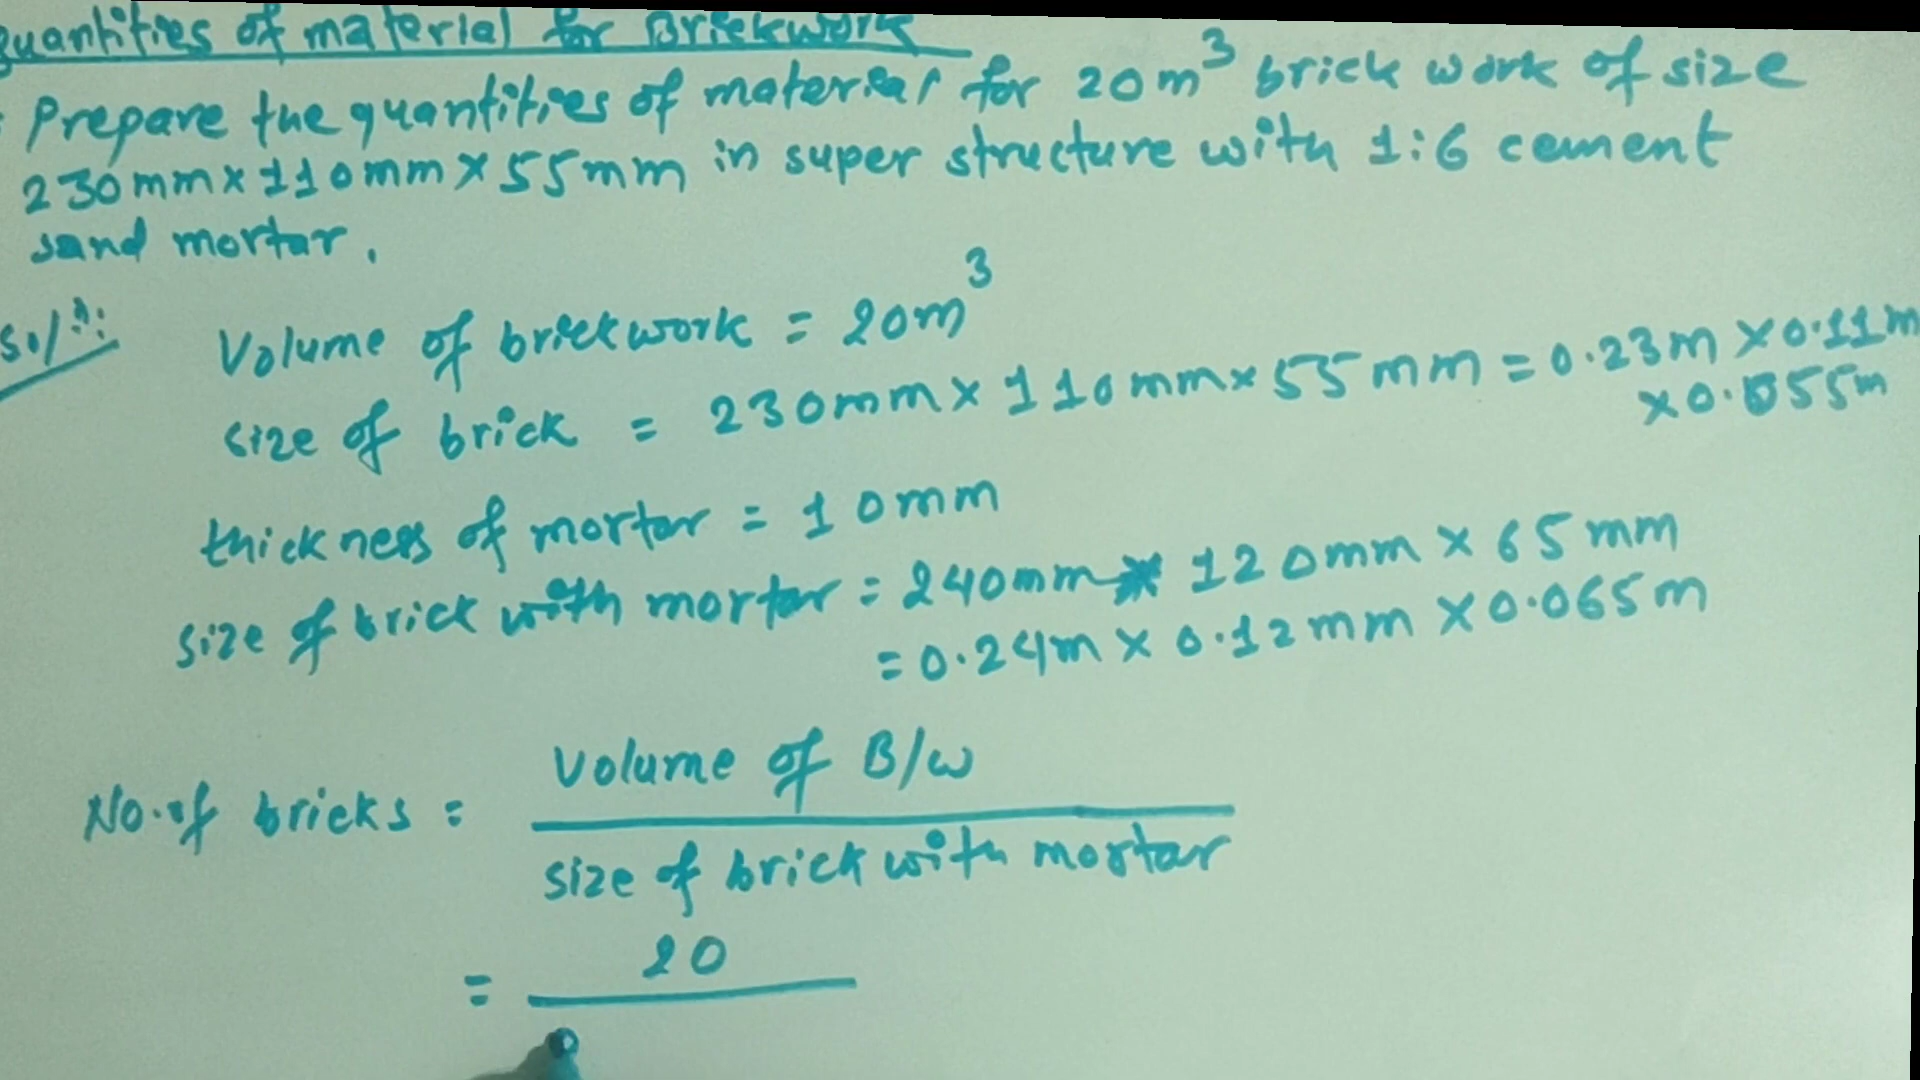 Quantities of material for Brickwork
Prepare the quantities of material for 20m³ brick work of size
230mm x 110mm x 55mm in super structure with 1:6 cement
sand mortar.
Solⁿ:
Volume of brickwork = 20m³
size of brick = 230mm x 110mm x 55mm = 0.23m x 0.11m
x 0.055m
thickness of mortar = 10mm
size of brick with mortar = 240mm x 120mm x 65mm
= 0.24m x 0.12mm x 0.065m
No. of bricks = Volume of B/w
size of brick with mortar
= 20